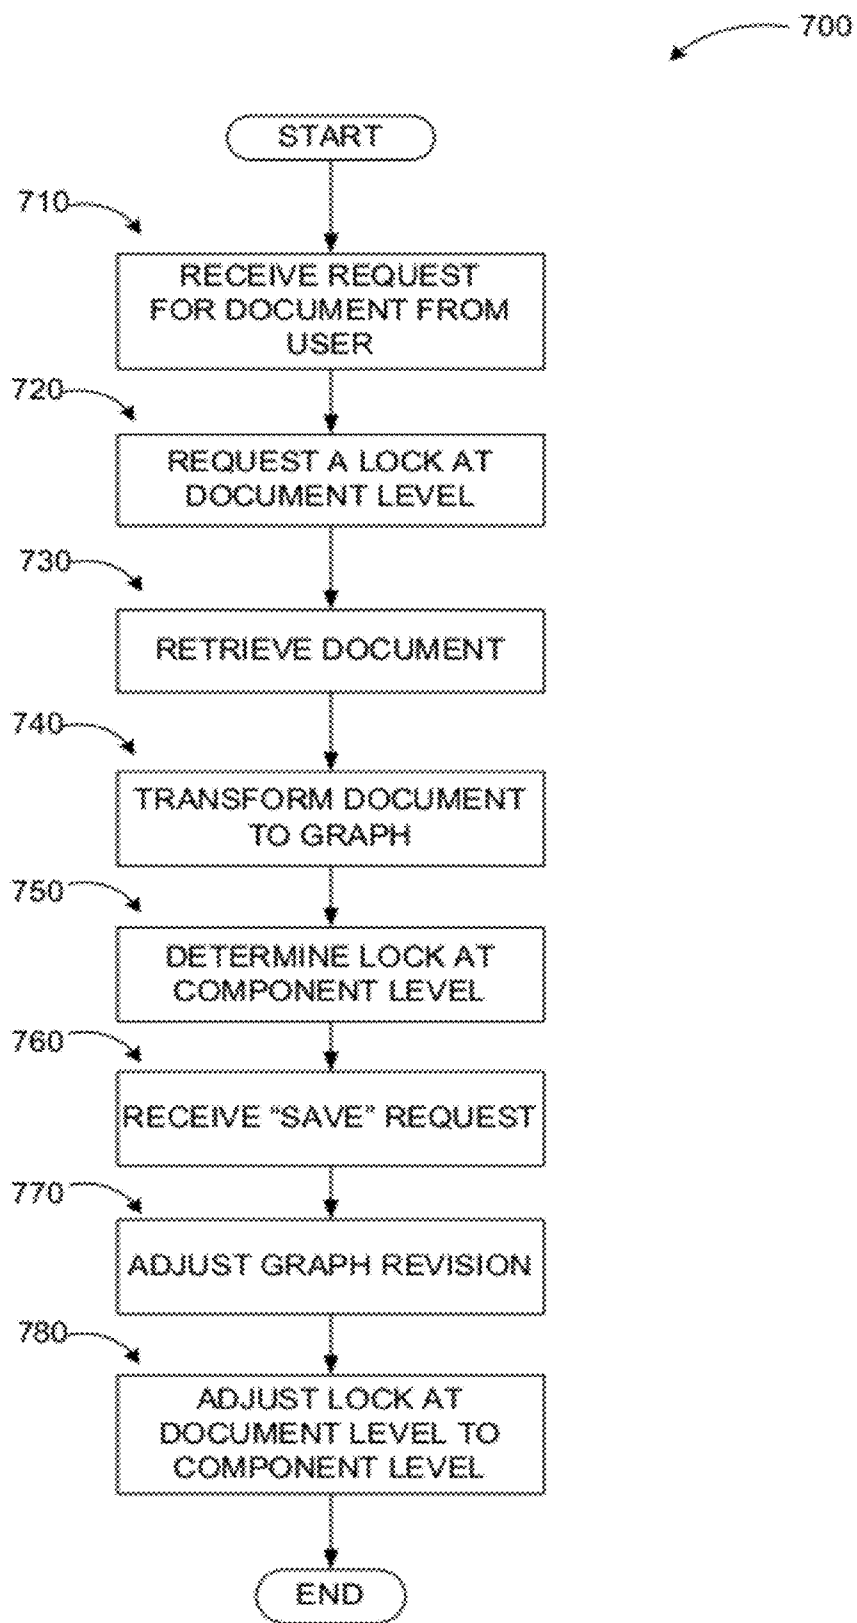 700
START
710
RECEIVE REQUEST
FOR DOCUMENT FROM
USER
720
REQUEST A LOCK AT
DOCUMENT LEVEL
730
RETRIEVE DOCUMENT
740
TRANSFORM DOCUMENT
TO GRAPH
750
DETERMINE LOCK AT
COMPONENT LEVEL
760
RECEIVE “SAVE” REQUEST
770
ADJUST GRAPH REVISION
780
ADJUST LOCK AT
DOCUMENT LEVEL TO
COMPONENT LEVEL
END